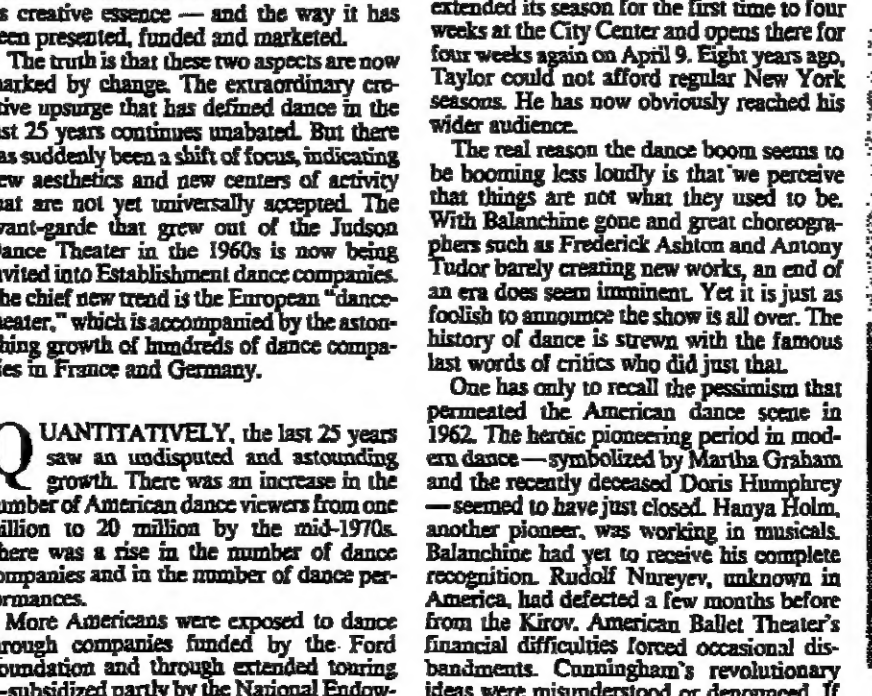 s creative essence — and the way it has
een presented, funded and marketed.
The truth is that these two aspects are now
arked by change. The extraordinary cre-
tive upsurge that has defined dance in the
st 25 years continues unabated. But there
as suddenly been a shift of focus, indicating
ew aesthetics and new centers of activity
at are not yet universally accepted. The
vant-garde that grew out of the Judson
ance Theater in the 1960s is now being
vited into Establishment dance companies.
he chief new trend is the European "dance-
eater," which is accompanied by the aston-
hing growth of hundreds of dance compa-
ies in France and Germany.
QUANTITATIVELY, the last 25 years
saw an undisputed and astounding
growth. There was an increase in the
umber of American dance viewers from one
illion to 20 million by the mid-1970s.
here was a rise in the number of dance
ompanies and in the number of dance per-
ormances.
More Americans were exposed to dance
rough companies funded by the Ford
oundation and through extended touring
-subsidized partly by the National Endow-
extended its season for the first time to four
weeks at the City Center and opens there for
four weeks again on April 9. Eight years ago,
Taylor could not afford regular New York
seasons. He has now obviously reached his
wider audience.
The real reason the dance boom seems to
be booming less loudly is that we perceive
that things are not what they used to be.
With Balanchine gone and great choreogra-
phers such as Frederick Ashton and Antony
Tudor barely creating new works, an end of
an era does seem imminent. Yet it is just as
foolish to announce the show is all over. The
history of dance is strewn with the famous
last words of critics who did just that.
One has only to recall the pessimism that
permeated the American dance scene in
1962. The heroic pioneering period in mod-
ern dance — symbolized by Martha Graham
and the recently deceased Doris Humphrey
— seemed to have just closed. Hanya Holm,
another pioneer, was working in musicals.
Balanchine had yet to receive his complete
recognition. Rudolf Nureyev, unknown in
America, had defected a few months before
from the Kirov. American Ballet Theater's
financial difficulties forced occasional dis-
bandments. Cunningham's revolutionary
ideas were misunderstood or denounced. If